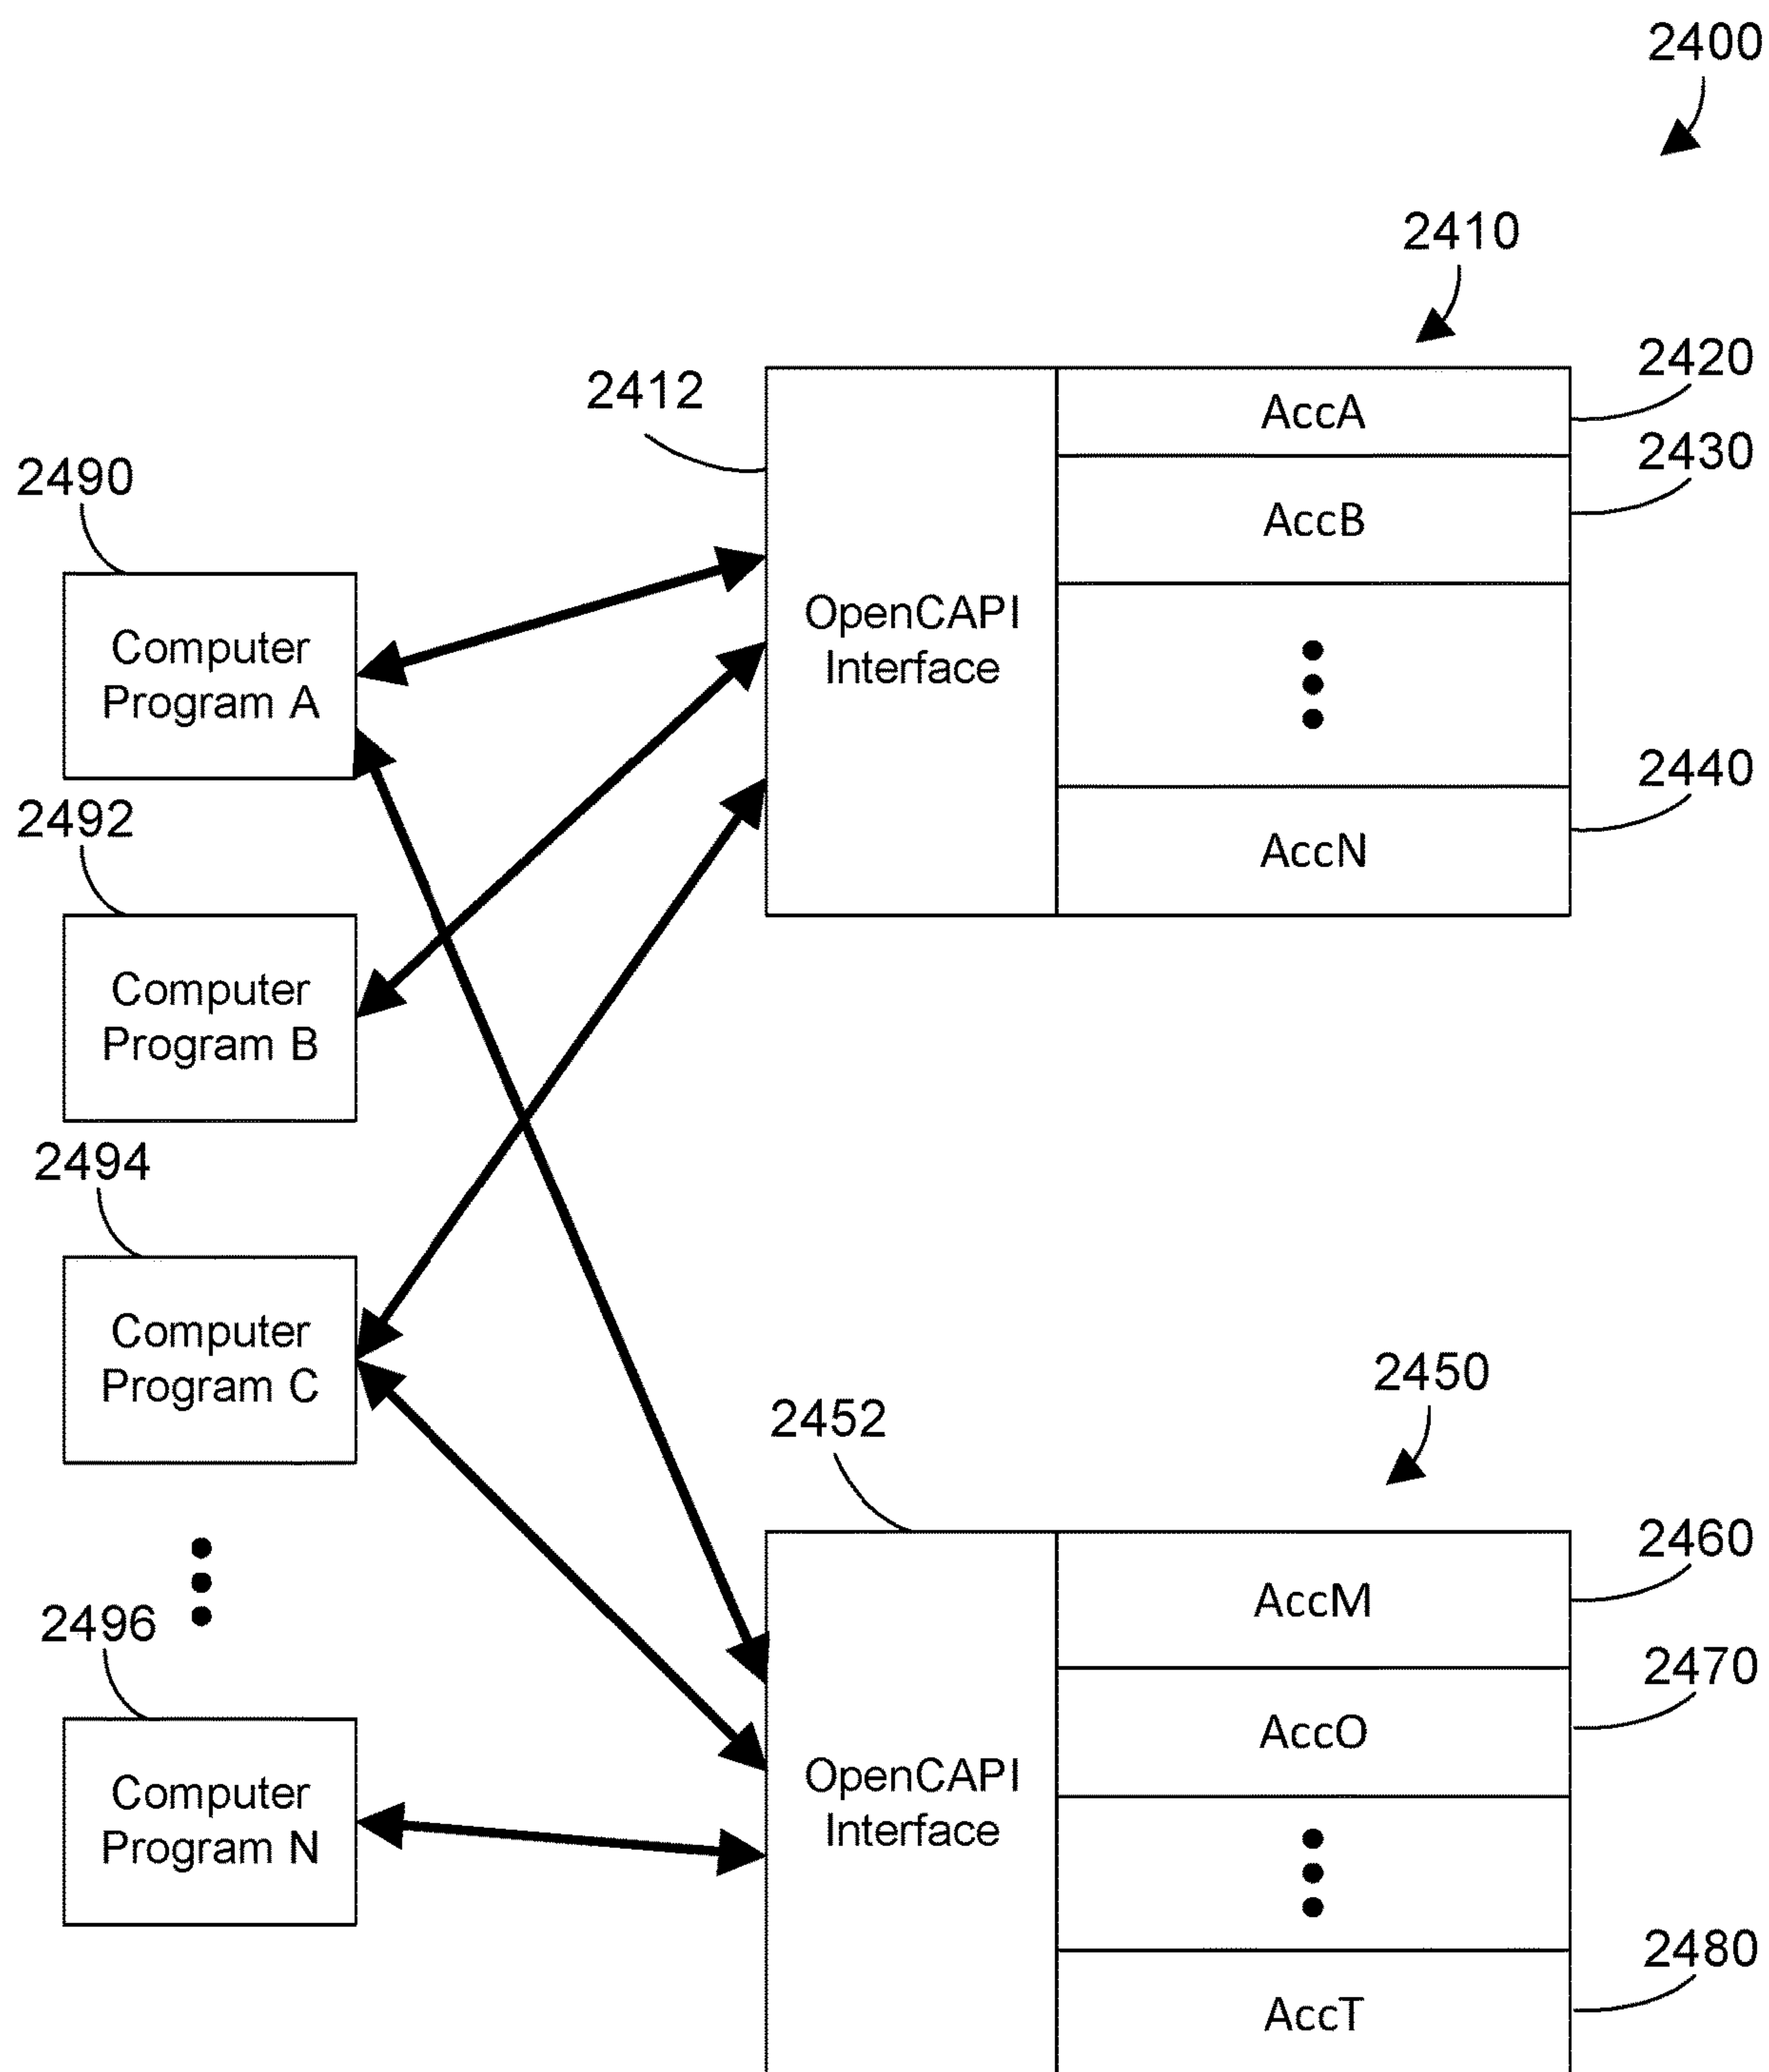 2400
2410
2420
2412
AccA
2430
2490
AccB
OpenCAPI
Interface
Computer
Program A
2440
2492
AccN
Computer
Program B
2494
Computer
Program C
2450
2452
2460
AccM
2496
2470
AccO
OpenCAPI
Interface
Computer
Program N
2480
AccT